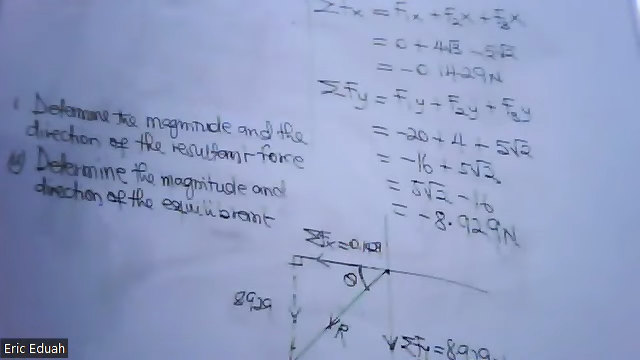 ΣFx = F1x + F2x + F3x
= 0 + 4√3 - 5√2
= -0.1429N
ΣFy = F1y + F2y + F3y
= -20 + 4 + 5√2
= -16 + 5√2
= 5√2 - 16
= -8.929N
i Determine the magnitude and the
direction of the resultant force
ii) Determine the magnitude and
direction of the equilibrant
ΣFx = 0.1429
θ
8.929
R
ΣFy = 8.929
Eric Eduah